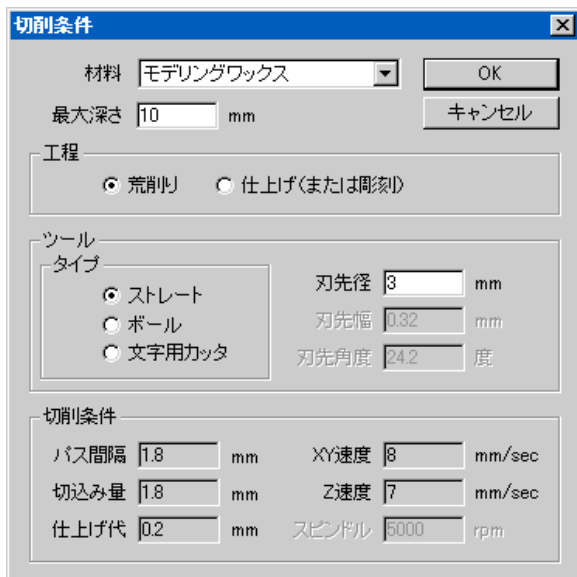 切削条件
材料 モデリングワックス OK
最大深さ 10 mm キャンセル
工程
荒削り 仕上げ(または彫刻)
ツール
タイプ
ストレート
ボール
文字用カッタ
刃先径 3 mm
刃先幅 0.32 mm
刃先角度 24.2 度
切削条件
パス間隔 1.8 mm XY速度 8 mm/sec
切込み量 1.8 mm Z速度 7 mm/sec
仕上げ代 0.2 mm スピンドル 5000 rpm